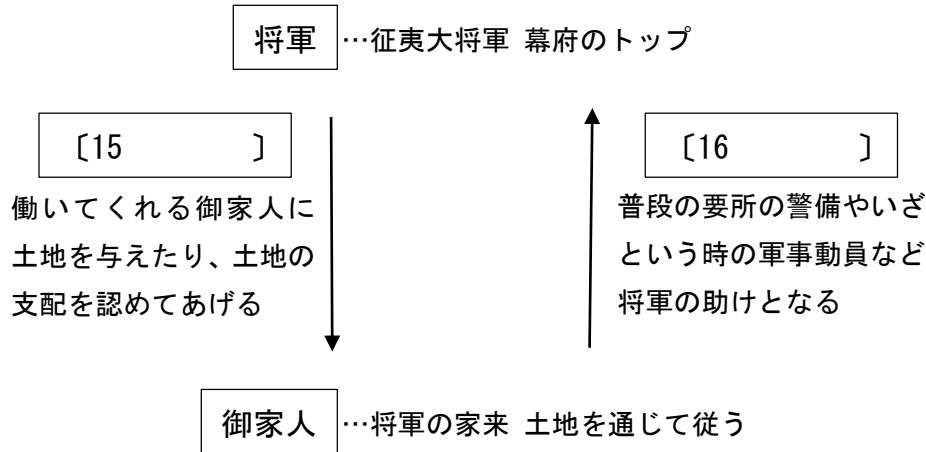 将軍 …征夷大将軍 幕府のトップ
〔15　　　　〕
働いてくれる御家人に
土地を与えたり、土地の
支配を認めてあげる
〔16　　　　〕
普段の要所の警備やいざ
という時の軍事動員など
将軍の助けとなる
御家人 …将軍の家来 土地を通じて従う